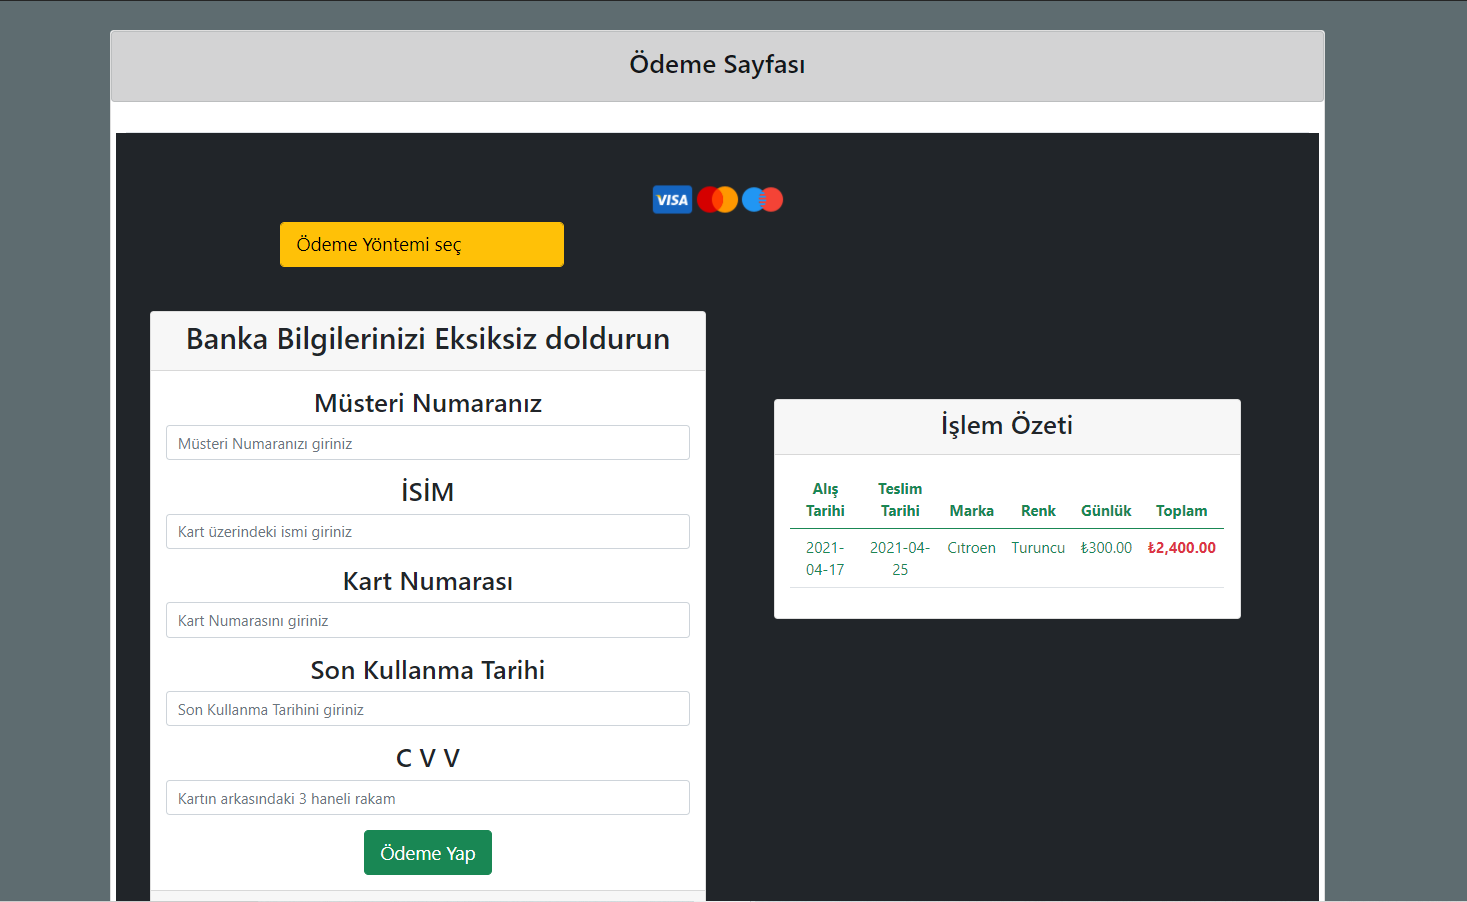 Ödeme Sayfası
VISA
Ödeme Yöntemi seç
Banka Bilgilerinizi Eksiksiz doldurun
Müsteri Numaranız
Müsteri Numaranızı giriniz
İSİM
Kart üzerindeki ismi giriniz
Kart Numarası
Kart Numarasını giriniz
Son Kullanma Tarihi
Son Kullanma Tarihini giriniz
C V V
Kartın arkasındaki 3 haneli rakam
Ödeme Yap
İşlem Özeti
Alış Teslim
Tarihi Tarihi Marka Renk Günlük Toplam
2021- 2021-04- Cıtroen Turuncu ₺300.00 ₺2,400.00
04-17 25